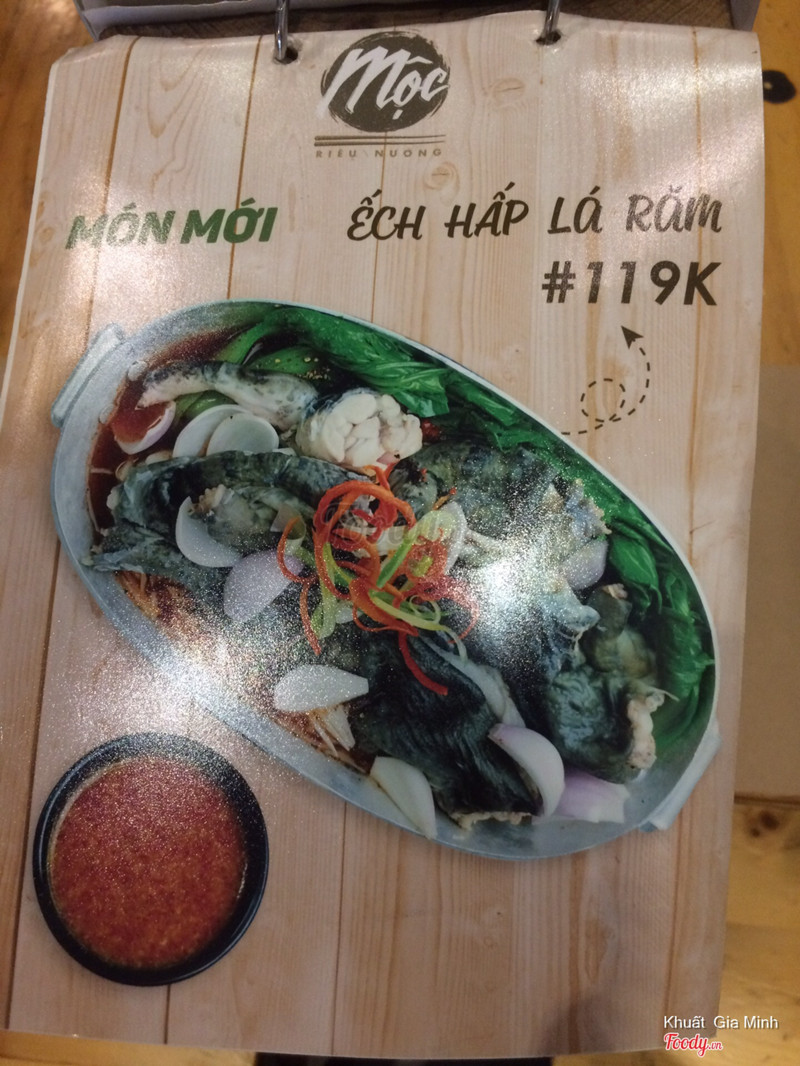 Mộc
RIÊU \ NƯỚNG
MÓN MỚI
ẾCH HẤP LÁ RĂM
#119K
Khuất Gia Minh
Foody.vn